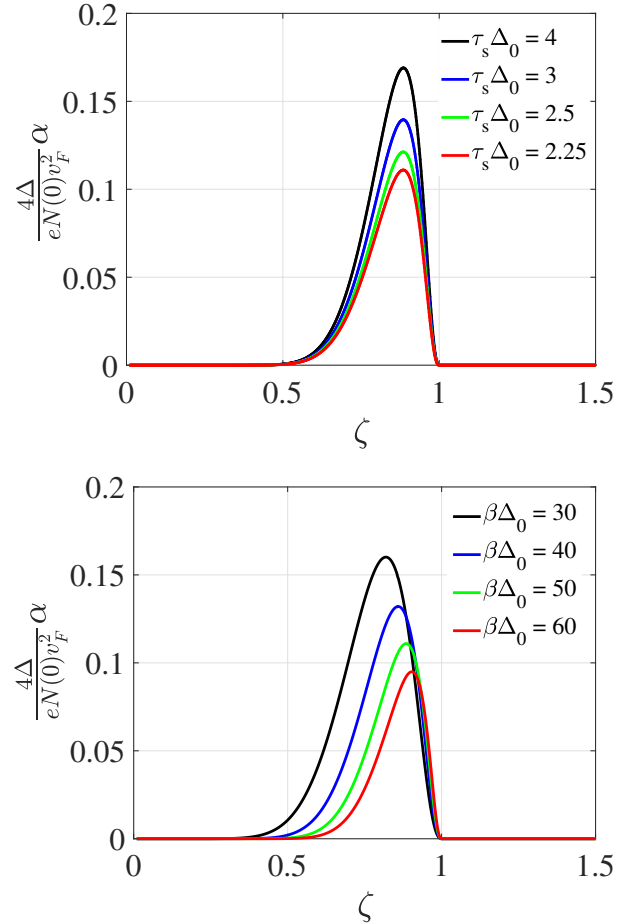 0.2
0.15
0.1
0.05
0
0
0.5
1
1.5
4Δ/eN(0)v_F^2 α
ζ
τ_sΔ_0 = 4
τ_sΔ_0 = 3
τ_sΔ_0 = 2.5
τ_sΔ_0 = 2.25
0.2
0.15
0.1
0.05
0
0
0.5
1
1.5
4Δ/eN(0)v_F^2 α
ζ
βΔ_0 = 30
βΔ_0 = 40
βΔ_0 = 50
βΔ_0 = 60